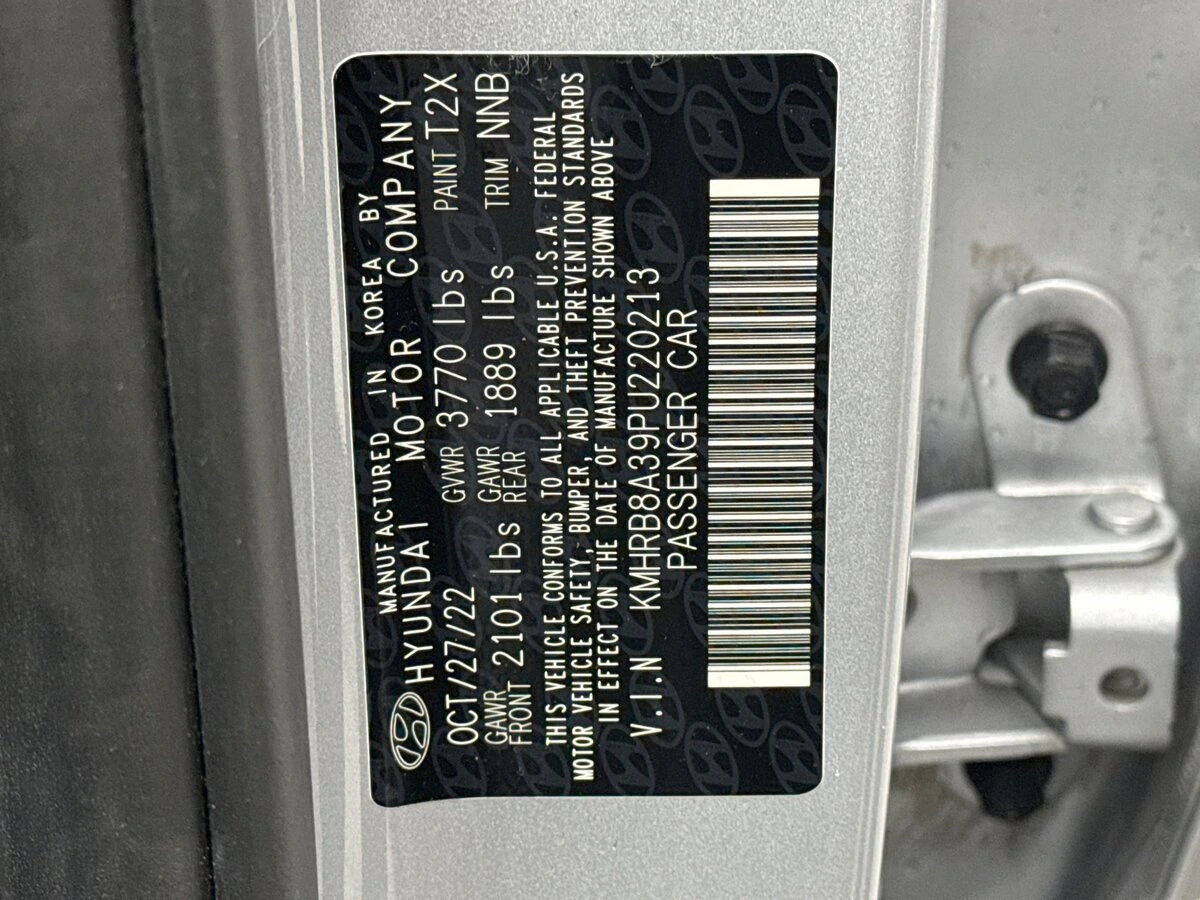 MANUFACTURED IN KOREA BY
HYUNDAI MOTOR COMPANY
OCT/27/22 GVWR 3770 lbs PAINT T2X
GAWR FRONT 2101 lbs GAWR REAR 1889 lbs TRIM NNB
THIS VEHICLE CONFORMS TO ALL APPLICABLE U.S.A. FEDERAL
MOTOR VEHICLE SAFETY, BUMPER, AND THEFT PREVENTION STANDARDS
IN EFFECT ON THE DATE OF MANUFACTURE SHOWN ABOVE
V.I.N KMHRB8A39PU220213
PASSENGER CAR